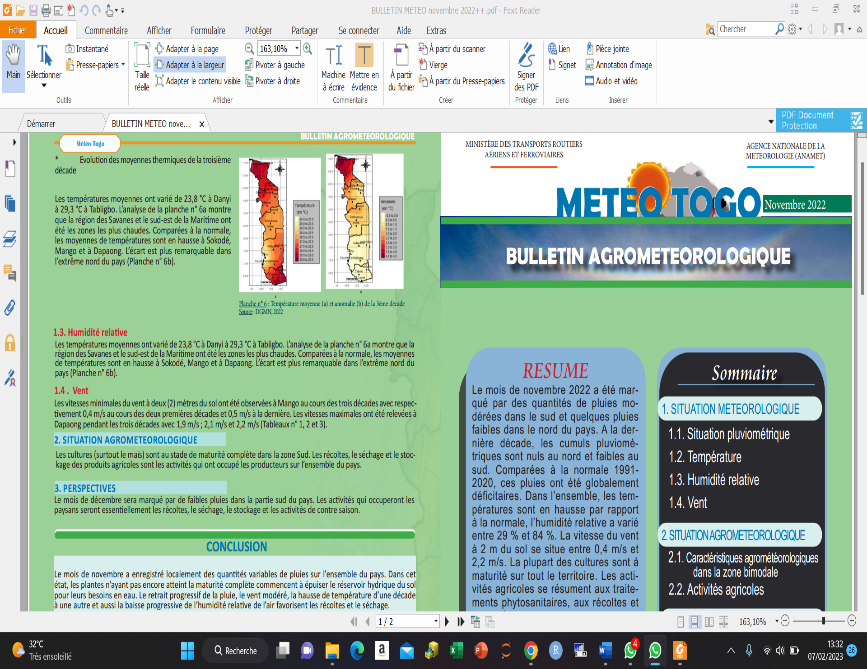 BULLETIN METEO novembre 2022++.pdf - Foxit Reader
Fichier Accueil Commentaire Afficher Formulaire Protéger Partager Se connecter Aide Extras
Chercher
Main
Sélectionner
Instantané
Presse-papiers
Outils
Taille réelle
Adapter à la page
Adapter à la largeur
Adapter le contenu visible
163,10%
Pivoter à gauche
Pivoter à droite
Afficher
Machine à écrire
Mettre en évidence
Commentaire
À partir du fichier
À partir du scanner
Vierge
À partir du Presse-papiers
Créer
Signer des PDF
Protéger
Lien
Signet
Liens
Pièce jointe
Annotation d'image
Audio et vidéo
Insérer
Démarrer
BULLETIN METEO nove... x
PDF Document
Protection
Météo Togo
BULLETIN AGROMETEOROLOGIQUE
* Evolution des moyennes thermiques de la troisième
décade
Les températures moyennes ont varié de 23,8 °C à Danyi
à 29,3 °C à Tabligbo. L'analyse de la planche n° 6a montre
que la région des Savanes et le sud-est de la Maritime ont
été les zones les plus chaudes. Comparées à la normale,
les moyennes de températures sont en hausse à Sokodé,
Mango et à Dapaong. L'écart est plus remarquable dans
l'extrême nord du pays (Planche n° 6b).
Planche n° 6 : Température moyenne (a) et anomalie (b) de la 3ème décade
Source: DGMN, 2022
1.3. Humidité relative
Les températures moyennes ont varié de 23,8 °C à Danyi à 29,3 °C à Tabligbo. L'analyse de la planche n° 6a montre que la
région des Savanes et le sud-est de la Maritime ont été les zones les plus chaudes. Comparées à la normale, les moyennes
de températures sont en hausse à Sokodé, Mango et à Dapaong. L'écart est plus remarquable dans l'extrême nord du
pays (Planche n° 6b).
1.4 . Vent
Les vitesses minimales du vent à deux (2) mètres du sol ont été observées à Mango au cours des trois décades avec respec-
tivement 0,4 m/s au cours des deux premières décades et 0,5 m/s à la dernière. Les vitesses maximales ont été relevées à
Dapaong pendant les trois décades avec 1,9 m/s ; 2,1 m/s et 2,2 m/s (Tableaux n° 1, 2 et 3).
2. SITUATION AGROMETEOROLOGIQUE
Les cultures (surtout le maïs) sont au stade de maturité complète dans la zone Sud. Les récoltes, le séchage et le stoc-
kage des produits agricoles sont les activités qui ont occupé les producteurs sur l'ensemble du pays.
3. PERSPECTIVES
Le mois de décembre sera marqué par de faibles pluies dans la partie sud du pays. Les activités qui occuperont les
paysans seront essentiellement les récoltes, le séchage, le stockage et les activités de contre saison.
CONCLUSION
Le mois de novembre a enregistré localement des quantités variables de pluies sur l'ensemble du pays. Dans cet
état, les plantes n'ayant pas encore atteint la maturité complète commencent à épuiser le réservoir hydrique du sol
pour leurs besoins en eau. Le retrait progressif de la pluie, le vent modéré, la hausse de température d'une décade
à une autre et aussi la baisse progressive de l'humidité relative de l'air favorisent les récoltes et le séchage.
MINISTÈRE DES TRANSPORTS ROUTIERS
AÉRIENS ET FERROVIAIRES
AGENCE NATIONALE DE LA
METEOROLOGIE (ANAMET)
METEO TOGO
Novembre 2022
BULLETIN AGROMETEOROLOGIQUE
RESUME
Le mois de novembre 2022 a été mar-
qué par des quantités de pluies mo-
dérées dans le sud et quelques pluies
faibles dans le nord du pays. A la der-
nière décade, les cumuls pluviomé-
triques sont nuls au nord et faibles au
sud. Comparées à la normale 1991-
2020, ces pluies ont été globalement
déficitaires. Dans l'ensemble, les tem-
pératures sont en hausse par rapport
à la normale, l'humidité relative a varié
entre 29 % et 84 %. La vitesse du vent
à 2 m du sol se situe entre 0,4 m/s et
2,2 m/s. La plupart des cultures sont à
maturité sur tout le territoire. Les acti-
vités agricoles se résument aux traite-
ments phytosanitaires, aux récoltes et
Sommaire
1. SITUATION METEOROLOGIQUE
1.1. Situation pluviométrique
1.2. Température
1.3. Humidité relative
1.4. Vent
2. SITUATION AGROMETEOROLOGIQUE
2.1. Caractéristiques agrométéorologiques
dans la zone bimodale
2.2. Activités agricoles
1 / 2
163,10%
32°C
Très ensoleillé
Recherche
4
13:32
07/02/2023